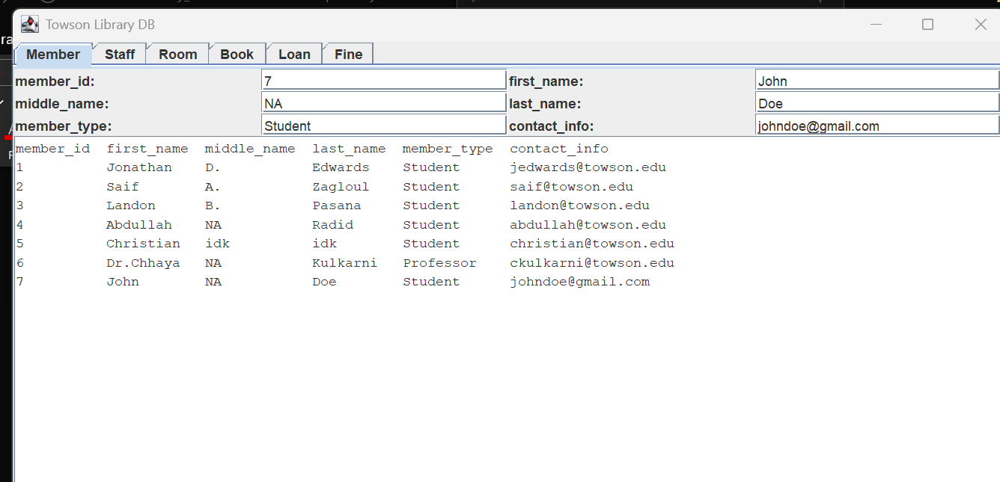 Towson Library DB
Member Staff Room Book Loan Fine
member_id: 7 first_name: John
middle_name: NA last_name: Doe
member_type: Student contact_info: johndoe@gmail.com
member_id first_name middle_name last_name member_type contact_info
1 Jonathan D. Edwards Student jedwards@towson.edu
2 Saif A. Zagloul Student saif@towson.edu
3 Landon B. Pasana Student landon@towson.edu
4 Abdullah NA Radid Student abdullah@towson.edu
5 Christian idk idk Student christian@towson.edu
6 Dr.Chhaya NA Kulkarni Professor ckulkarni@towson.edu
7 John NA Doe Student johndoe@gmail.com